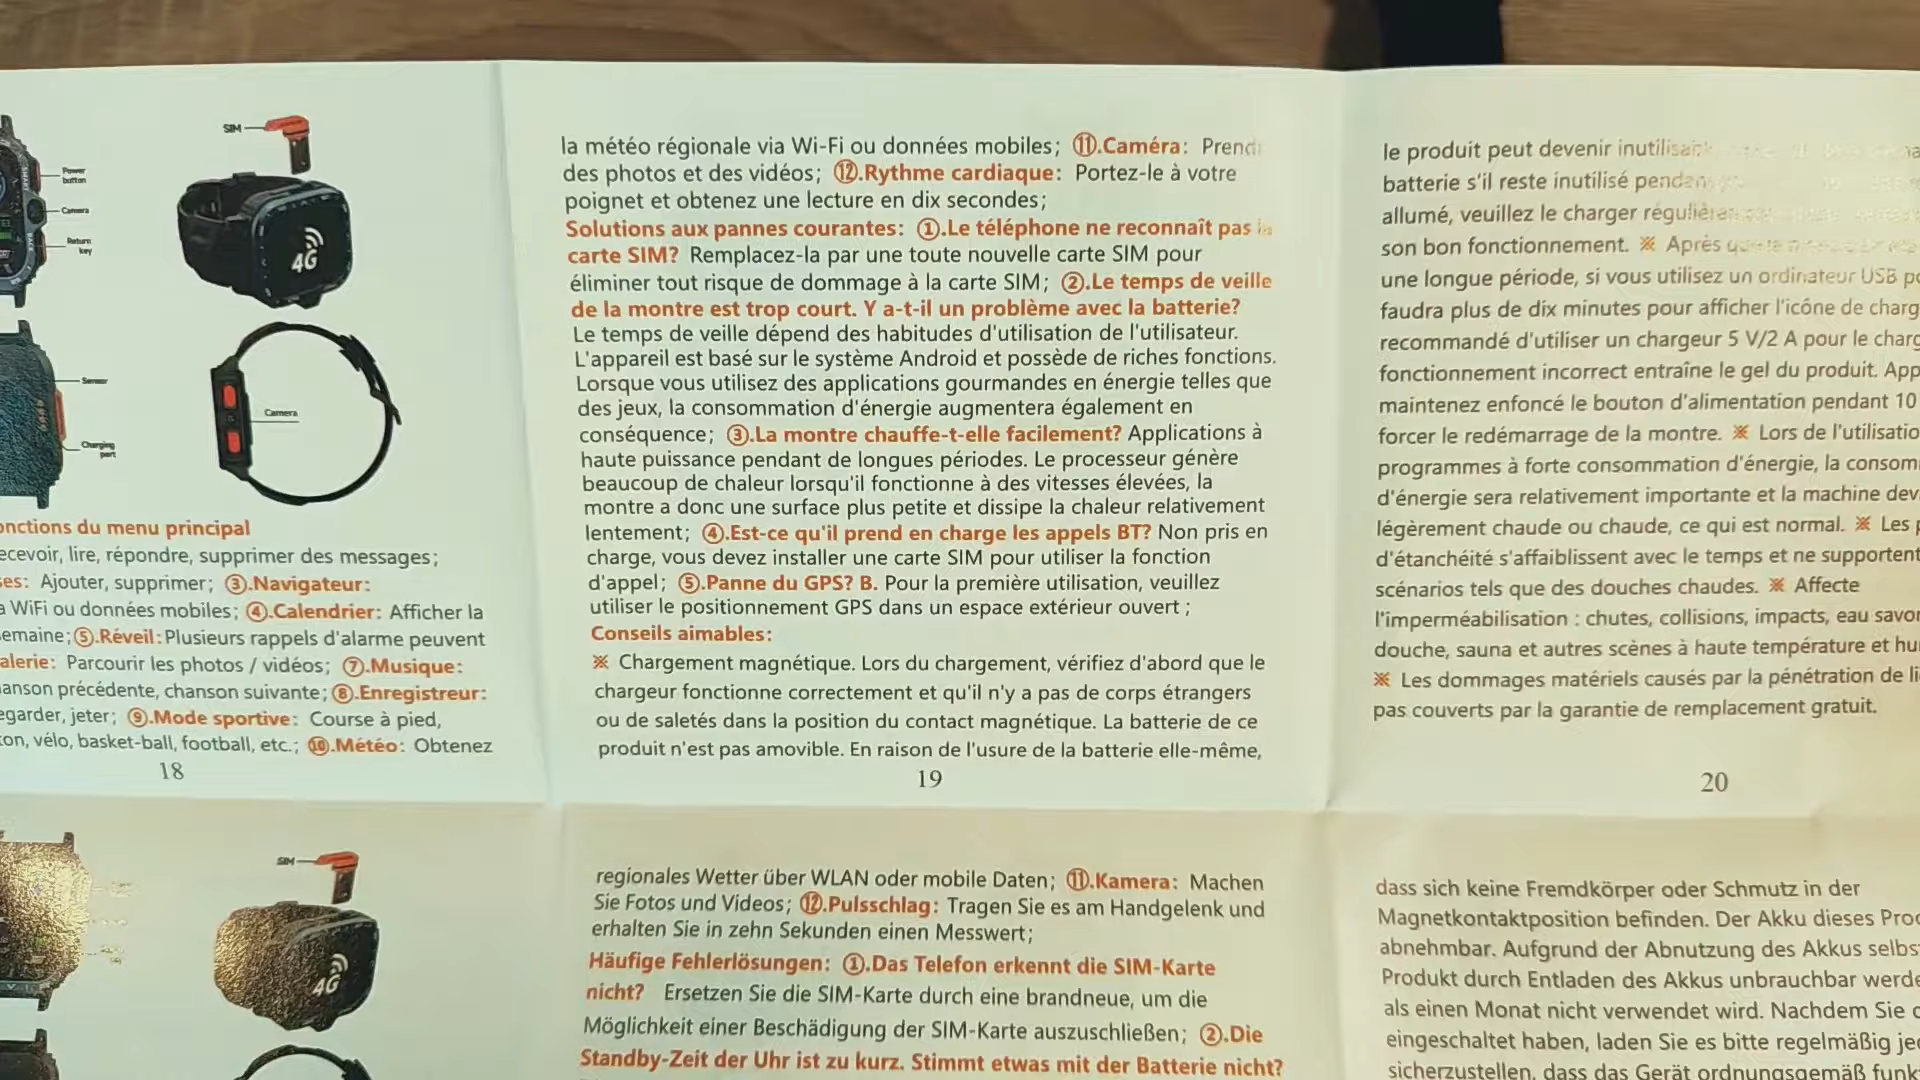 SIM
Power
button
Camera
Return
key
Sensor
Charging
port
Camera
4G
onctions du menu principal
ecevoir, lire, répondre, supprimer des messages;
es: Ajouter, supprimer; ③.Navigateur:
a WiFi ou données mobiles; ④.Calendrier: Afficher la
emaine; ⑤.Réveil: Plusieurs rappels d'alarme peuvent
alerie: Parcourir les photos / vidéos; ⑦.Musique:
anson précédente, chanson suivante; ⑧.Enregistreur:
egarder, jeter; ⑨.Mode sportive: Course à pied,
on, vélo, basket-ball, football, etc.; ⑩.Météo: Obtenez
18
la météo régionale via Wi-Fi ou données mobiles; ⑪.Caméra: Prend
des photos et des vidéos; ⑫.Rythme cardiaque: Portez-le à votre
poignet et obtenez une lecture en dix secondes;
Solutions aux pannes courantes: ①.Le téléphone ne reconnaît pas la
carte SIM? Remplacez-la par une toute nouvelle carte SIM pour
éliminer tout risque de dommage à la carte SIM; ②.Le temps de veille
de la montre est trop court. Y a-t-il un problème avec la batterie?
Le temps de veille dépend des habitudes d'utilisation de l'utilisateur.
L'appareil est basé sur le système Android et possède de riches fonctions.
Lorsque vous utilisez des applications gourmandes en énergie telles que
des jeux, la consommation d'énergie augmentera également en
conséquence; ③.La montre chauffe-t-elle facilement? Applications à
haute puissance pendant de longues périodes. Le processeur génère
beaucoup de chaleur lorsqu'il fonctionne à des vitesses élevées, la
montre a donc une surface plus petite et dissipe la chaleur relativement
lentement; ④.Est-ce qu'il prend en charge les appels BT? Non pris en
charge, vous devez installer une carte SIM pour utiliser la fonction
d'appel; ⑤.Panne du GPS? B. Pour la première utilisation, veuillez
utiliser le positionnement GPS dans un espace extérieur ouvert ;
Conseils aimables:
※ Chargement magnétique. Lors du chargement, vérifiez d'abord que le
chargeur fonctionne correctement et qu'il n'y a pas de corps étrangers
ou de saletés dans la position du contact magnétique. La batterie de ce
produit n'est pas amovible. En raison de l'usure de la batterie elle-même,
19
le produit peut devenir
batterie s'il reste inutilisé
allumé, veuillez le charger
son bon fonctionnement. ※ Après
une longue période, si vous utilisez un ordinateur USB po
faudra plus de dix minutes pour afficher l'icône de charg
recommandé d'utiliser un chargeur 5 V/2 A pour le charg
fonctionnement incorrect entraîne le gel du produit. App
maintenez enfoncé le bouton d'alimentation pendant 10
forcer le redémarrage de la montre. ※ Lors de l'utilisatio
programmes à forte consommation d'énergie, la consom
d'énergie sera relativement importante et la machine dev
légèrement chaude ou chaude, ce qui est normal. ※ Les p
d'étanchéité s'affaiblissent avec le temps et ne supportent
scénarios tels que des douches chaudes. ※ Affecte
l'imperméabilisation : chutes, collisions, impacts, eau savon
douche, sauna et autres scènes à haute température et hu
※ Les dommages matériels causés par la pénétration de li
pas couverts par la garantie de remplacement gratuit.
20
SIM
4G
regionales Wetter über WLAN oder mobile Daten; ⑪.Kamera: Machen
Sie Fotos und Videos; ⑫.Pulsschlag: Tragen Sie es am Handgelenk und
erhalten Sie in zehn Sekunden einen Messwert;
Häufige Fehlerlösungen: ①.Das Telefon erkennt die SIM-Karte
nicht? Ersetzen Sie die SIM-Karte durch eine brandneue, um die
Möglichkeit einer Beschädigung der SIM-Karte auszuschließen; ②.Die
Standby-Zeit der Uhr ist zu kurz. Stimmt etwas mit der Batterie nicht?
dass sich keine Fremdkörper oder Schmutz in der
Magnetkontaktposition befinden. Der Akku dieses Proc
abnehmbar. Aufgrund der Abnutzung des Akkus selbs
Produkt durch Entladen des Akkus unbrauchbar werde
als einen Monat nicht verwendet wird. Nachdem Sie d
eingeschaltet haben, laden Sie es bitte regelmäßig jed
sicherzustellen, dass das Gerät ordnungsgemäß funk